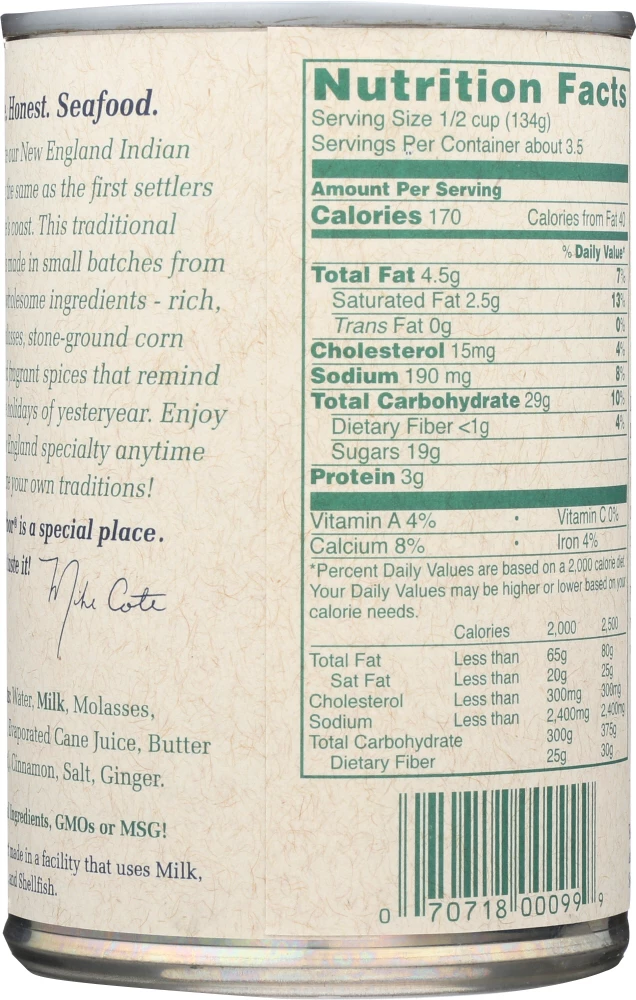 Honest. Seafood.
our New England Indian
same as the first settlers
coast. This traditional
made in small batches from
ingredients - rich,
stone-ground corn
spices that remind
holidays of yesteryear. Enjoy
England specialty anytime
your own traditions!
is a special place.
it!
Mike Cote
Water, Milk, Molasses,
Evaporated Cane Juice, Butter
Cinnamon, Salt, Ginger.
Ingredients, GMOs or MSG!
made in a facility that uses Milk,
and Shellfish.
Nutrition Facts
Serving Size 1/2 cup (134g)
Servings Per Container about 3.5
Amount Per Serving
Calories 170 Calories from Fat 40
% Daily Value*
Total Fat 4.5g 7%
Saturated Fat 2.5g 13%
Trans Fat 0g 0%
Cholesterol 15mg 4%
Sodium 190 mg 8%
Total Carbohydrate 29g 10%
Dietary Fiber <1g 4%
Sugars 19g
Protein 3g
Vitamin A 4% • Vitamin C 0%
Calcium 8% • Iron 4%
*Percent Daily Values are based on a 2,000 calorie diet.
Your Daily Values may be higher or lower based on your
calorie needs.
Calories 2,000 2,500
Total Fat Less than 65g 80g
Sat Fat Less than 20g 25g
Cholesterol Less than 300mg 300mg
Sodium Less than 2,400mg 2,400mg
Total Carbohydrate 300g 375g
Dietary Fiber 25g 30g
0 70718 00099 9